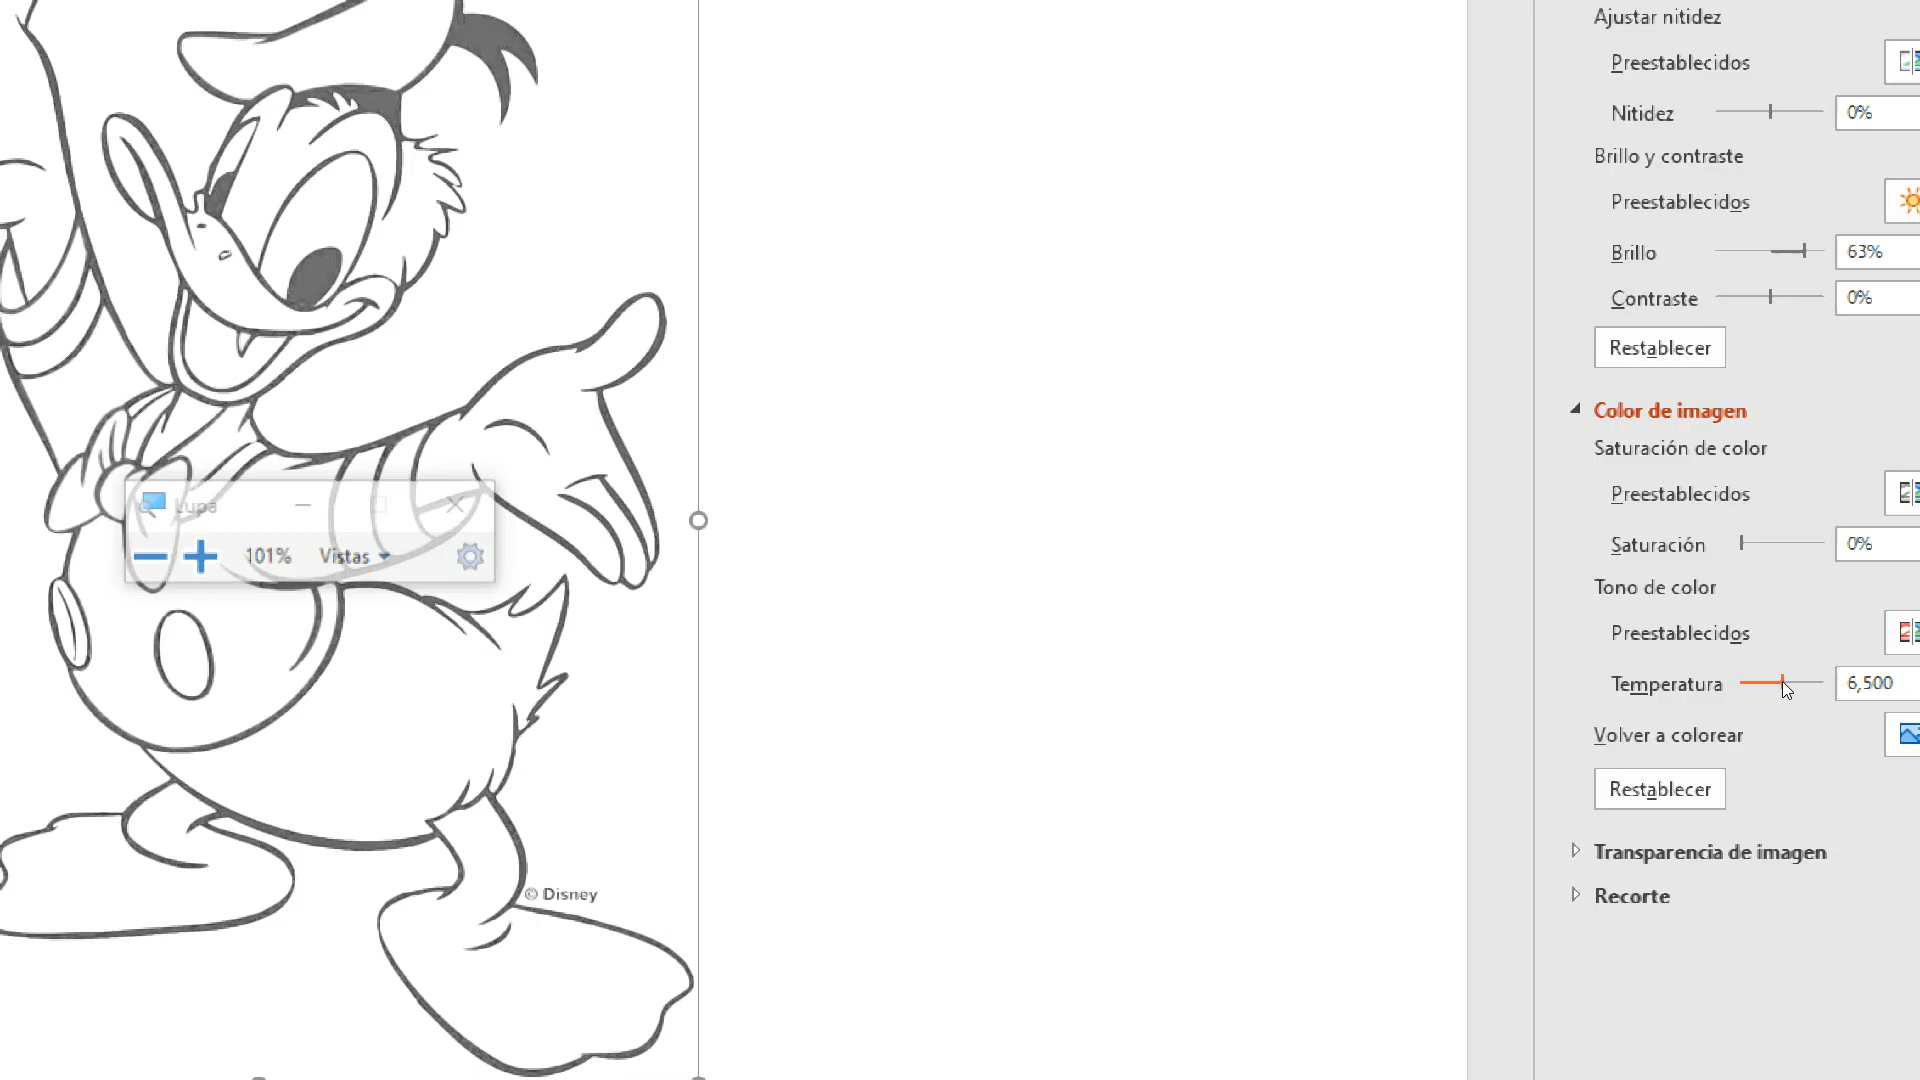 Ajustar nitidez
Preestablecidos
Nitidez 0%
Brillo y contraste
Preestablecidos
Brillo 63%
Contraste 0%
Restablecer
Color de imagen
Saturación de color
Preestablecidos
Saturación 0%
Tono de color
Preestablecidos
Temperatura 6,500
Volver a colorear
Restablecer
Transparencia de imagen
Recorte
Lupa
101% Vistas
© Disney